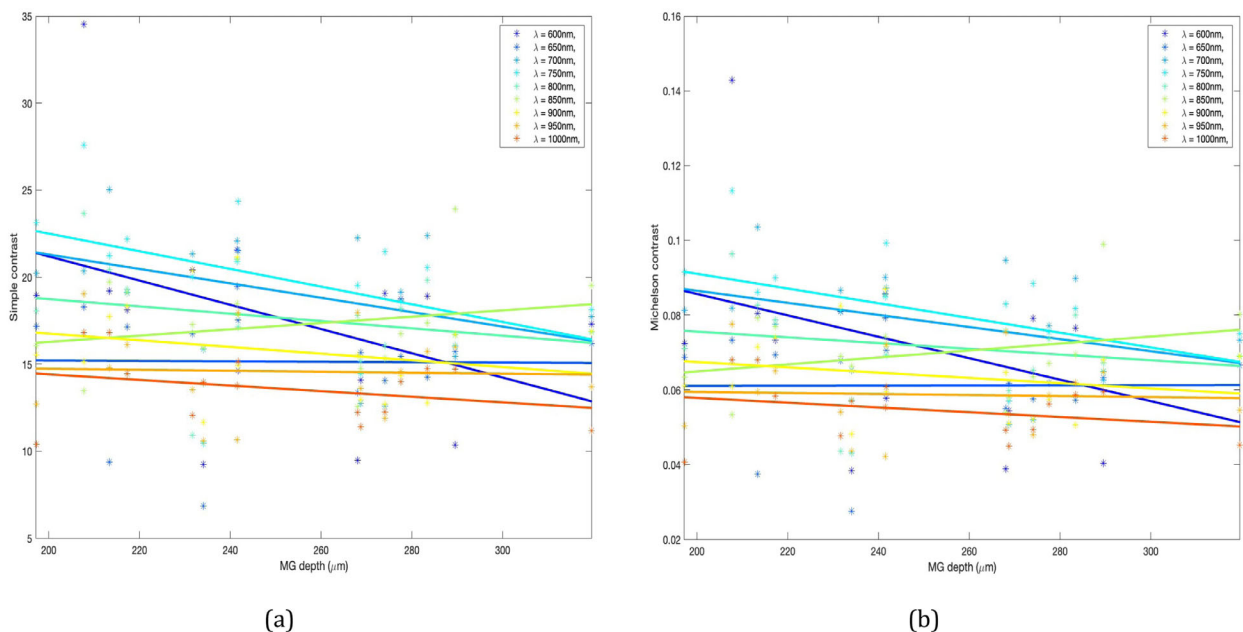 35
30
25
20
15
10
5
Simple contrast
200 220 240 260 280 300
MG depth (μm)
λ = 600nm,
λ = 650nm,
λ = 700nm,
λ = 750nm,
λ = 800nm,
λ = 850nm,
λ = 900nm,
λ = 950nm,
λ = 1000nm,
(a)
0.16
0.14
0.12
0.1
0.08
0.06
0.04
0.02
Michelson contrast
200 220 240 260 280 300
MG depth (μm)
λ = 600nm,
λ = 650nm,
λ = 700nm,
λ = 750nm,
λ = 800nm,
λ = 850nm,
λ = 900nm,
λ = 950nm,
λ = 1000nm,
(b)